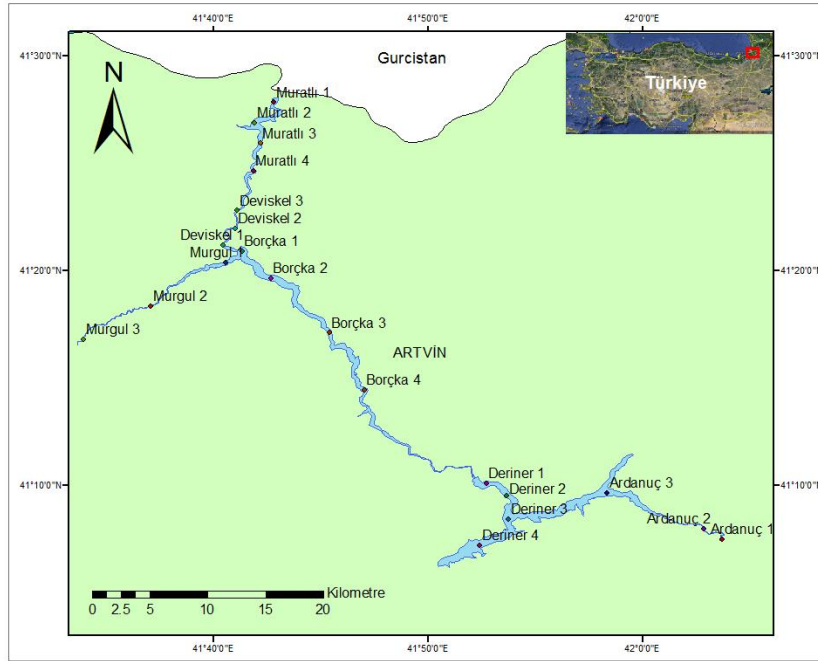 41°40'0"E
41°50'0"E
42°0'0"E
41°30'0"N
41°30'0"N
Gurcistan
Türkiye
N
Muratlı 1
Muratlı 2
Muratlı 3
Muratlı 4
Deviskel 3
Deviskel 2
Deviskel 1
Borçka 1
Murgul 1
41°20'0"N
41°20'0"N
Borçka 2
Murgul 2
Borçka 3
Murgul 3
ARTVİN
Borçka 4
41°10'0"N
41°10'0"N
Deriner 1
Ardanuç 3
Deriner 2
Deriner 3
Ardanuç 2
Ardanuç 1
Deriner 4
Kilometre
0 2.5 5 10 15 20
41°40'0"E
41°50'0"E
42°0'0"E